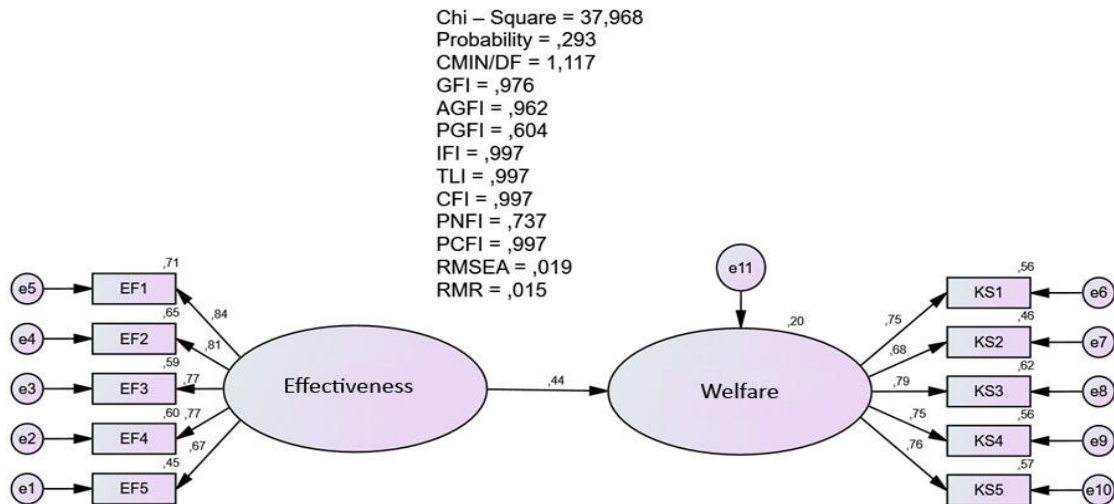 Chi – Square = 37,968
Probability = ,293
CMIN/DF = 1,117
GFI = ,976
AGFI = ,962
PGFI = ,604
IFI = ,997
TLI = ,997
CFI = ,997
PNFI = ,737
PCFI = ,997
RMSEA = ,019
RMR = ,015
,71
e5 EF1
,84
,65
e4 EF2
,81
,59
e3 EF3
,77
,60
e2 EF4
,77
,45
e1 EF5
,67
Effectiveness
,44
e11
,20
Welfare
,56
,75
KS1 e6
,46
,68
KS2 e7
,62
,79
KS3 e8
,56
,75
KS4 e9
,57
,76
KS5 e10